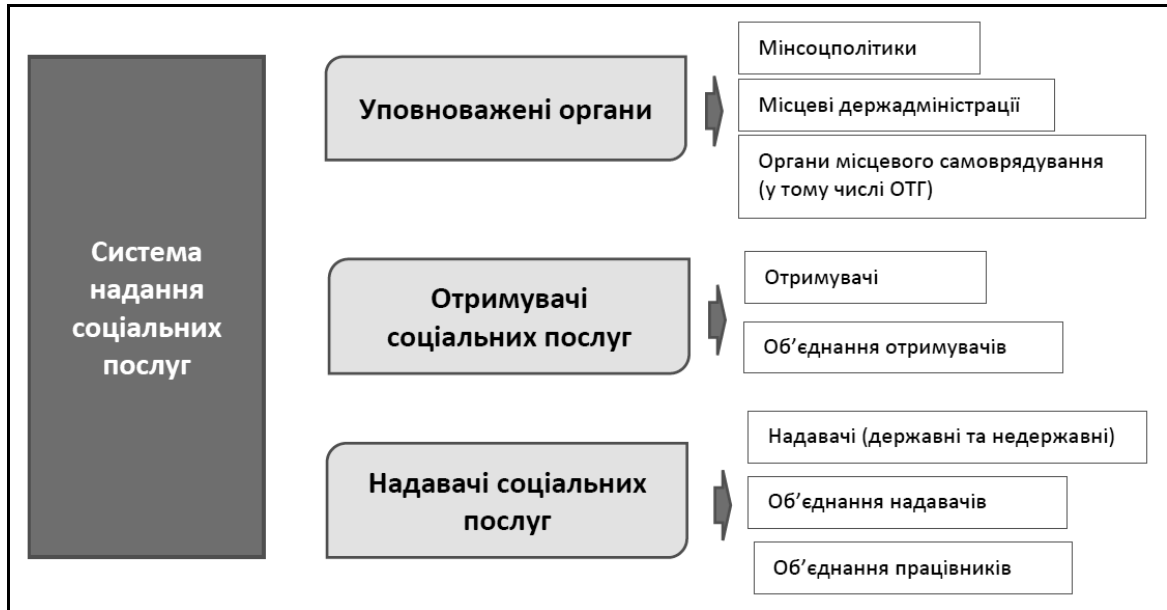 Система
надання
соціальних
послуг
Уповноважені органи
Мінсоцполітики
Місцеві держадміністрації
Органи місцевого самоврядування
(у тому числі ОТГ)
Отримувачі
соціальних послуг
Отримувачі
Об’єднання отримувачів
Надавачі соціальних
послуг
Надавачі (державні та недержавні)
Об’єднання надавачів
Об’єднання працівників